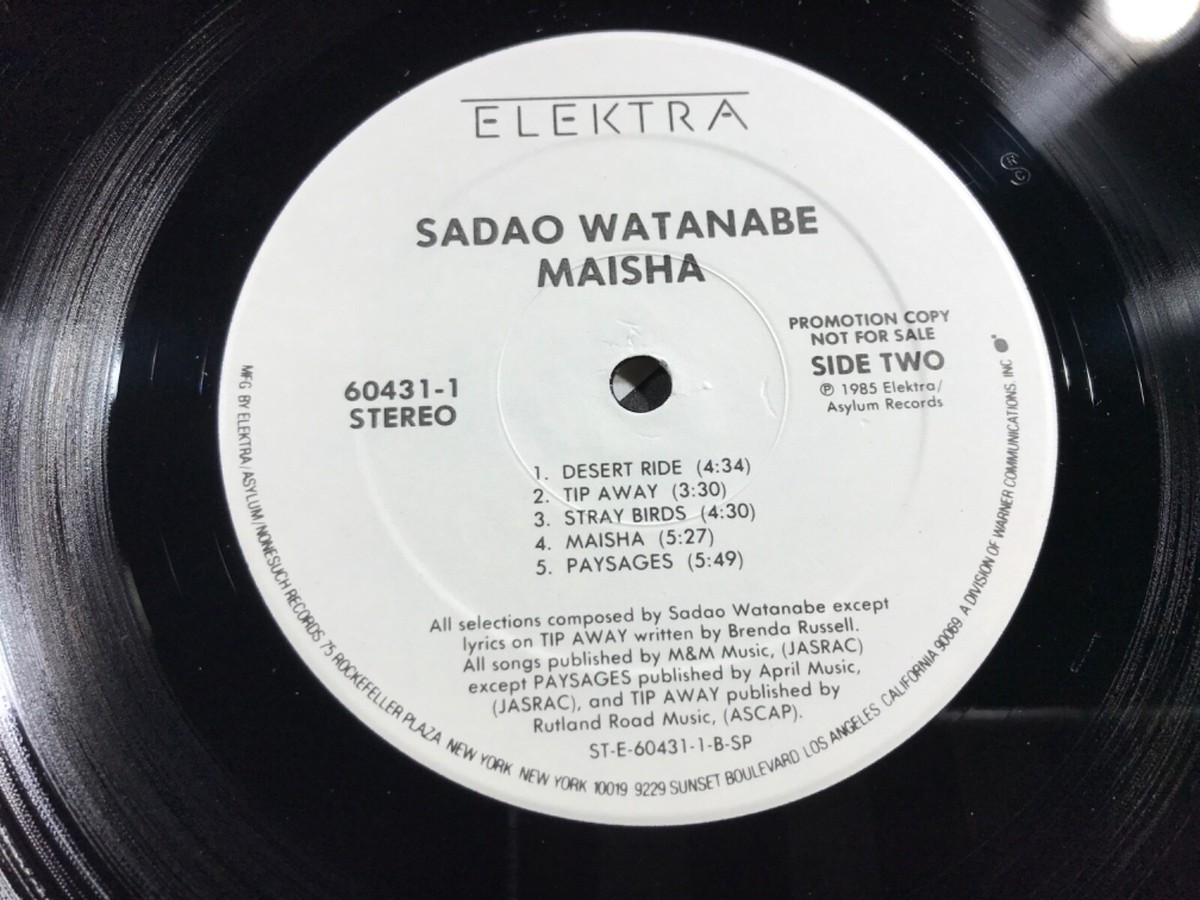 ELEKTRA
SADAO WATANABE
MAISHA
PROMOTION COPY
NOT FOR SALE
SIDE TWO
℗ 1985 Elektra/
Asylum Records
60431-1
STEREO
1. DESERT RIDE (4:34)
2. TIP AWAY (3:30)
3. STRAY BIRDS (4:30)
4. MAISHA (5:27)
5. PAYSAGES (5:49)
All selections composed by Sadao Watanabe except
lyrics on TIP AWAY written by Brenda Russell.
All songs published by M&M Music, (JASRAC)
except PAYSAGES published by April Music,
(JASRAC), and TIP AWAY published by
Rutland Road Music, (ASCAP).
ST-E-60431-1-B-SP
MFG BY ELEKTRA/ASYLUM/NONESUCH RECORDS 75 ROCKEFELLER PLAZA NEW YORK NEW YORK 10019 9229 SUNSET BOULEVARD LOS ANGELES CALIFORNIA 90069 A DIVISION OF WARNER COMMUNICATIONS. INC